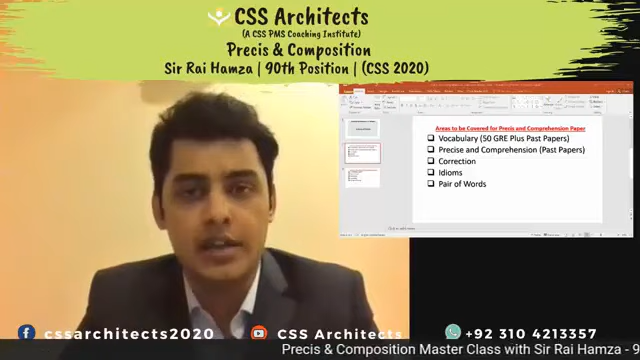 CSS Architects
(A CSS PMS Coaching Institute)
Precis & Composition
Sir Rai Hamza | 90th Position | (CSS 2020)
Areas to be Covered for Precis and Comprehension Paper
Vocabulary (50 GRE Plus Past Papers)
Precise and Comprehension (Past Papers)
Correction
Idioms
Pair of Words
cssarchitects2020
CSS Architects
+92 310 4213357
Precis & Composition Master Class with Sir Rai Hamza - 9